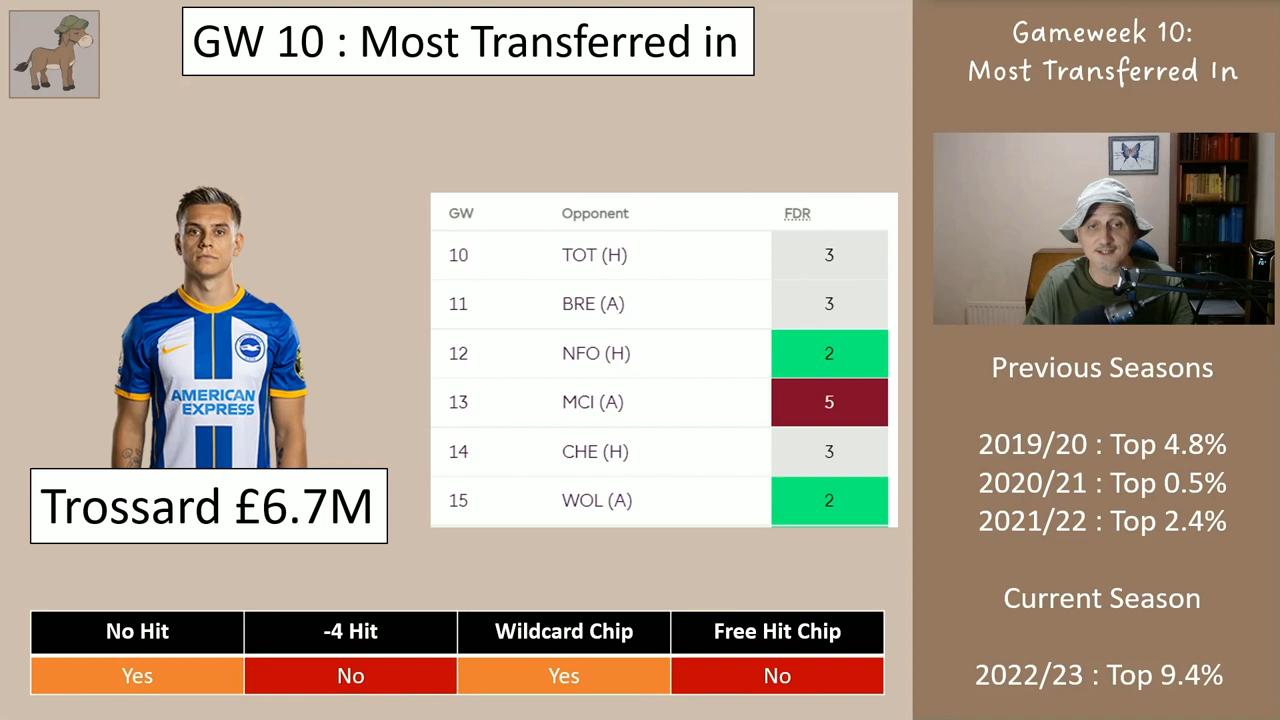 GW 10 : Most Transferred in
Gameweek 10:
Most Transferred In
GW Opponent FDR
10 TOT (H) 3
11 BRE (A) 3
12 NFO (H) 2
13 MCI (A) 5
14 CHE (H) 3
15 WOL (A) 2
AMERICAN
EXPRESS
Trossard £6.7M
Previous Seasons
2019/20 : Top 4.8%
2020/21 : Top 0.5%
2021/22 : Top 2.4%
Current Season
2022/23 : Top 9.4%
No Hit -4 Hit Wildcard Chip Free Hit Chip
Yes No Yes No